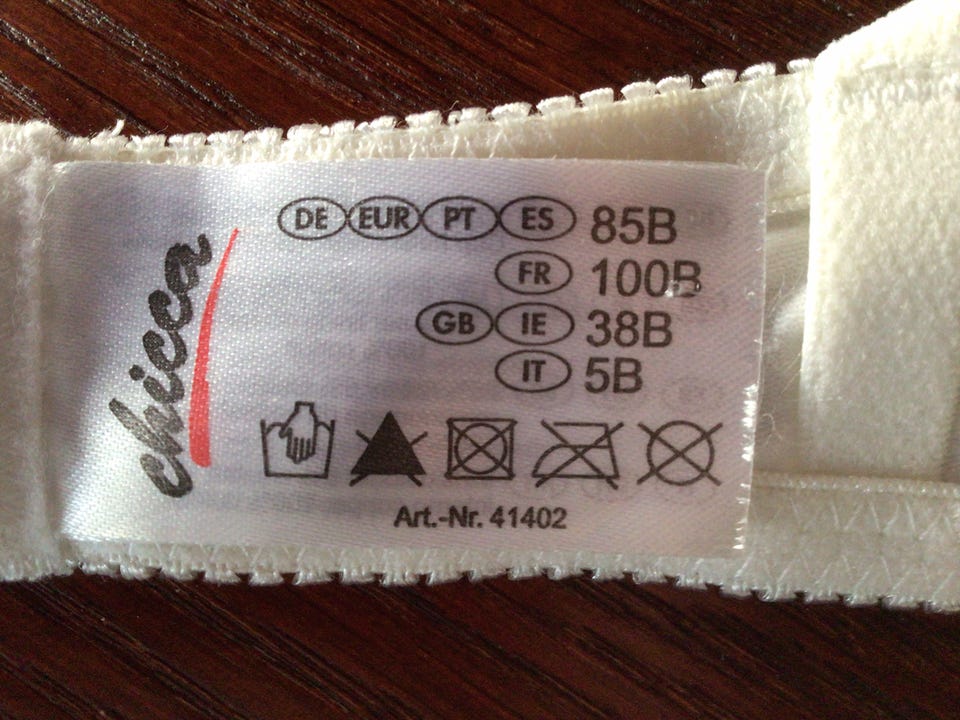 chicca
DE EUR PT ES 85B
FR 100B
GB IE 38B
IT 5B
Art.-Nr. 41402